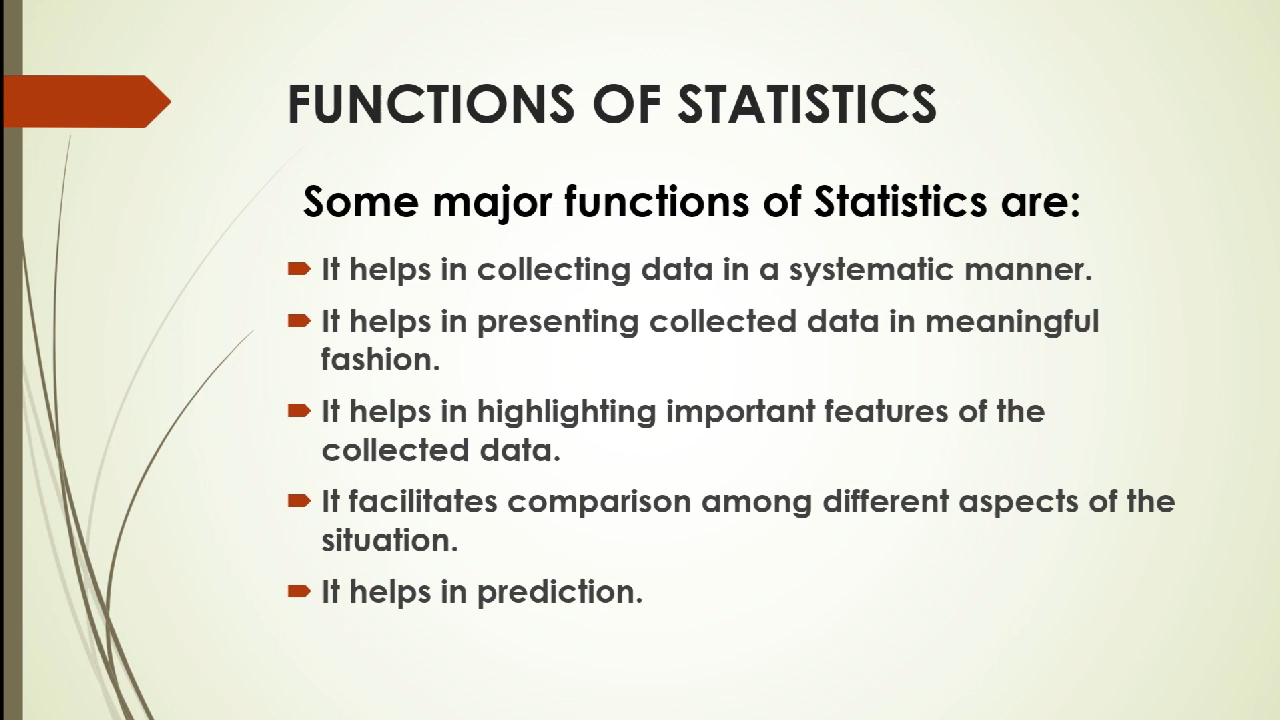 FUNCTIONS OF STATISTICS
Some major functions of Statistics are:
It helps in collecting data in a systematic manner.
It helps in presenting collected data in meaningful
fashion.
It helps in highlighting important features of the
collected data.
It facilitates comparison among different aspects of the
situation.
It helps in prediction.